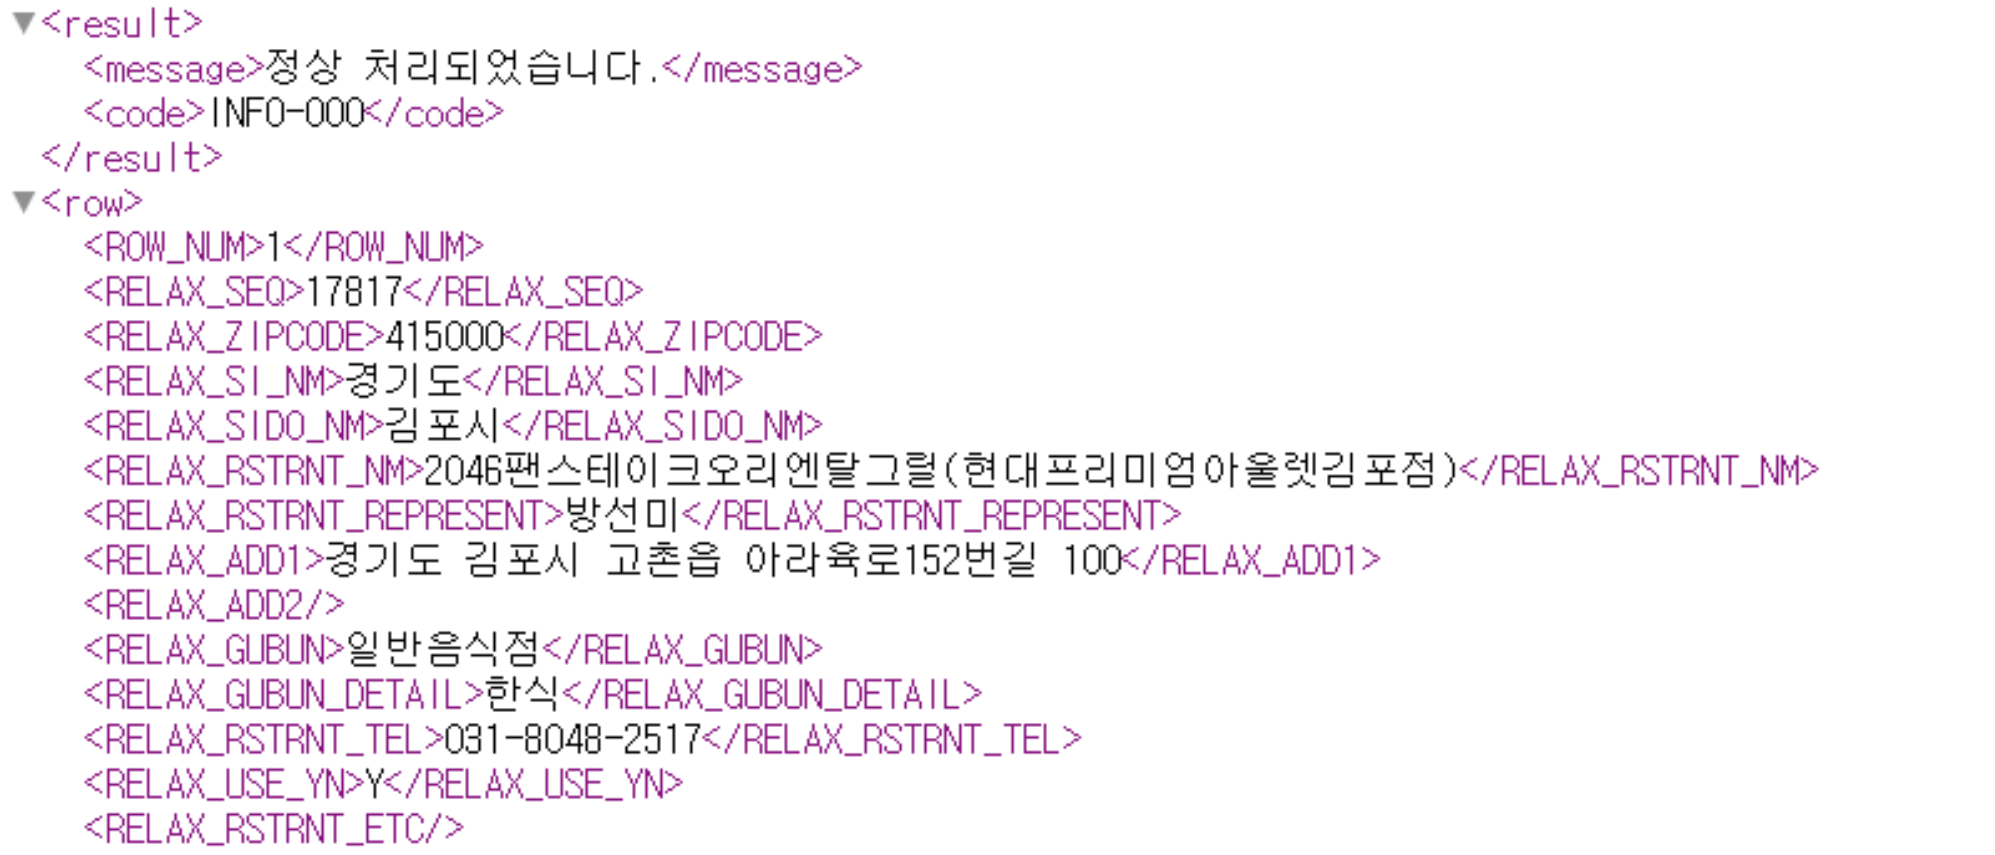 ▼<result>
<message>정상 처리되었습니다.</message>
<code>INFO-000</code>
</result>
▼<row>
<ROW_NUM>1</ROW_NUM>
<RELAX_SEQ>17817</RELAX_SEQ>
<RELAX_ZIPCODE>415000</RELAX_ZIPCODE>
<RELAX_SI_NM>경기도</RELAX_SI_NM>
<RELAX_SIDO_NM>김포시</RELAX_SIDO_NM>
<RELAX_RSTRNT_NM>2046팬스테이크오리엔탈그릴(현대프리미엄아울렛김포점)</RELAX_RSTRNT_NM>
<RELAX_RSTRNT_REPRESENT>방선미</RELAX_RSTRNT_REPRESENT>
<RELAX_ADD1>경기도 김포시 고촌읍 아라육로152번길 100</RELAX_ADD1>
<RELAX_ADD2/>
<RELAX_GUBUN>일반음식점</RELAX_GUBUN>
<RELAX_GUBUN_DETAIL>한식</RELAX_GUBUN_DETAIL>
<RELAX_RSTRNT_TEL>031-8048-2517</RELAX_RSTRNT_TEL>
<RELAX_USE_YN>Y</RELAX_USE_YN>
<RELAX_RSTRNT_ETC/>